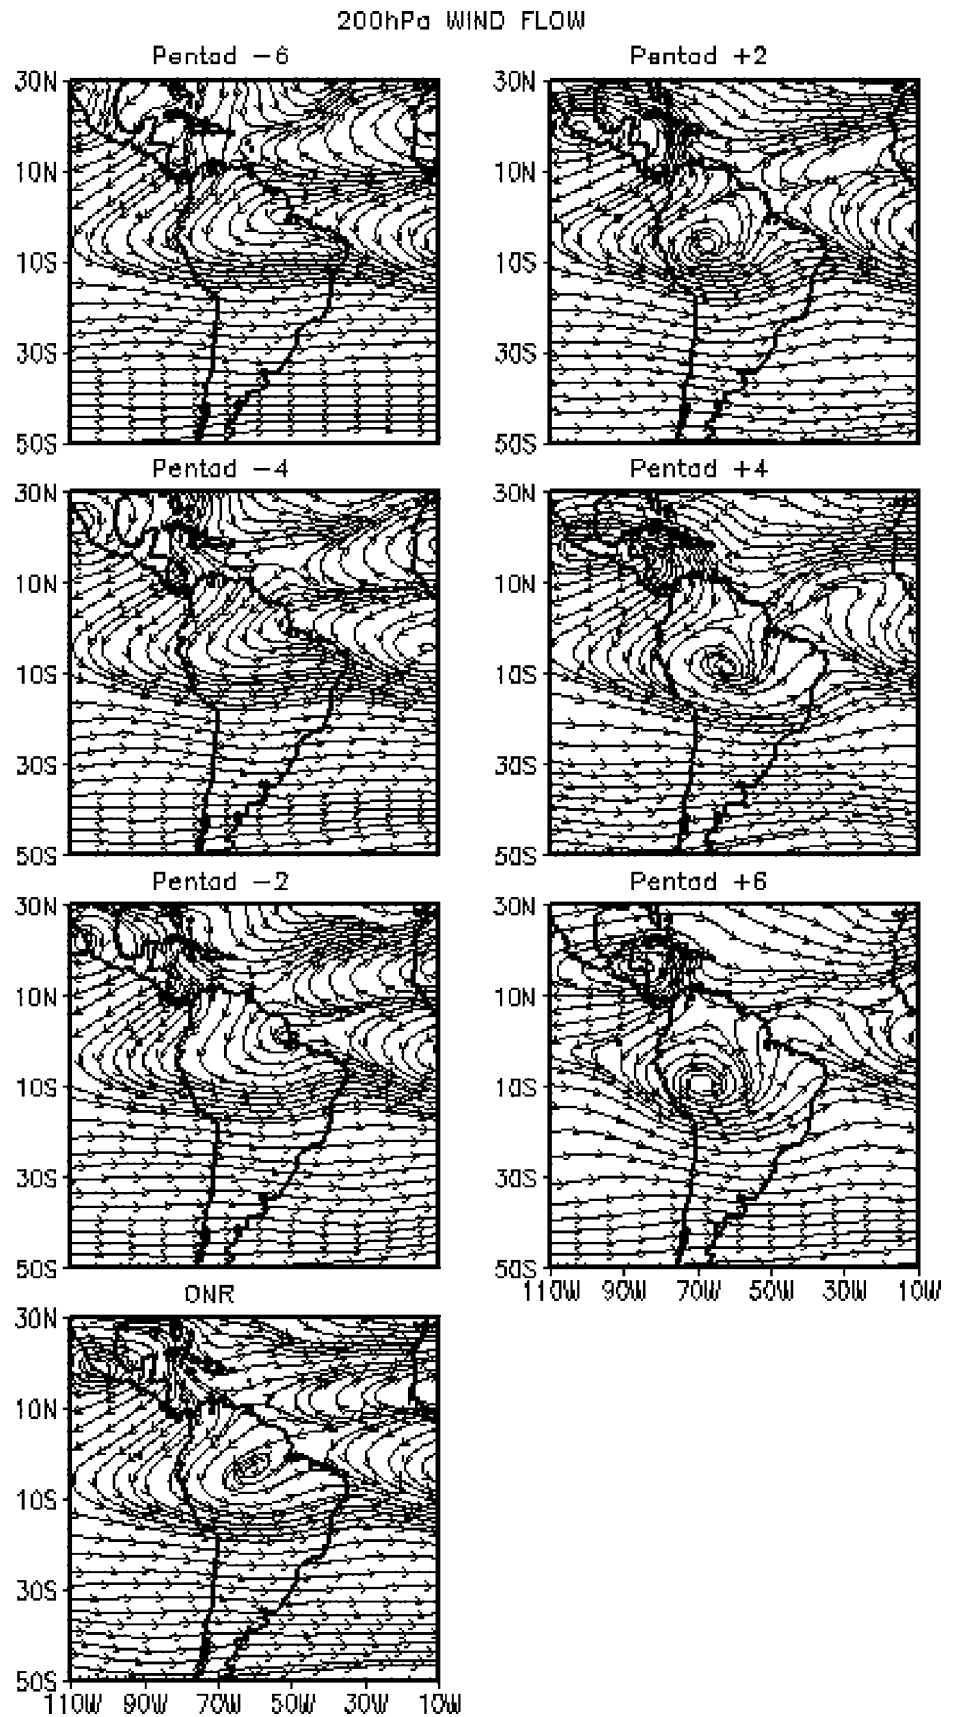 200hPa WIND FLOW
Pentad −6
30N
10N
10S
30S
50S
Pentad −4
30N
10N
10S
30S
50S
Pentad −2
30N
10N
10S
30S
50S
ONR
30N
10N
10S
30S
50S
110W 90W 70W 50W 30W 10W
Pentad +2
30N
10N
10S
30S
50S
Pentad +4
30N
10N
10S
30S
50S
Pentad +6
30N
10N
10S
30S
50S
110W 90W 70W 50W 30W 10W